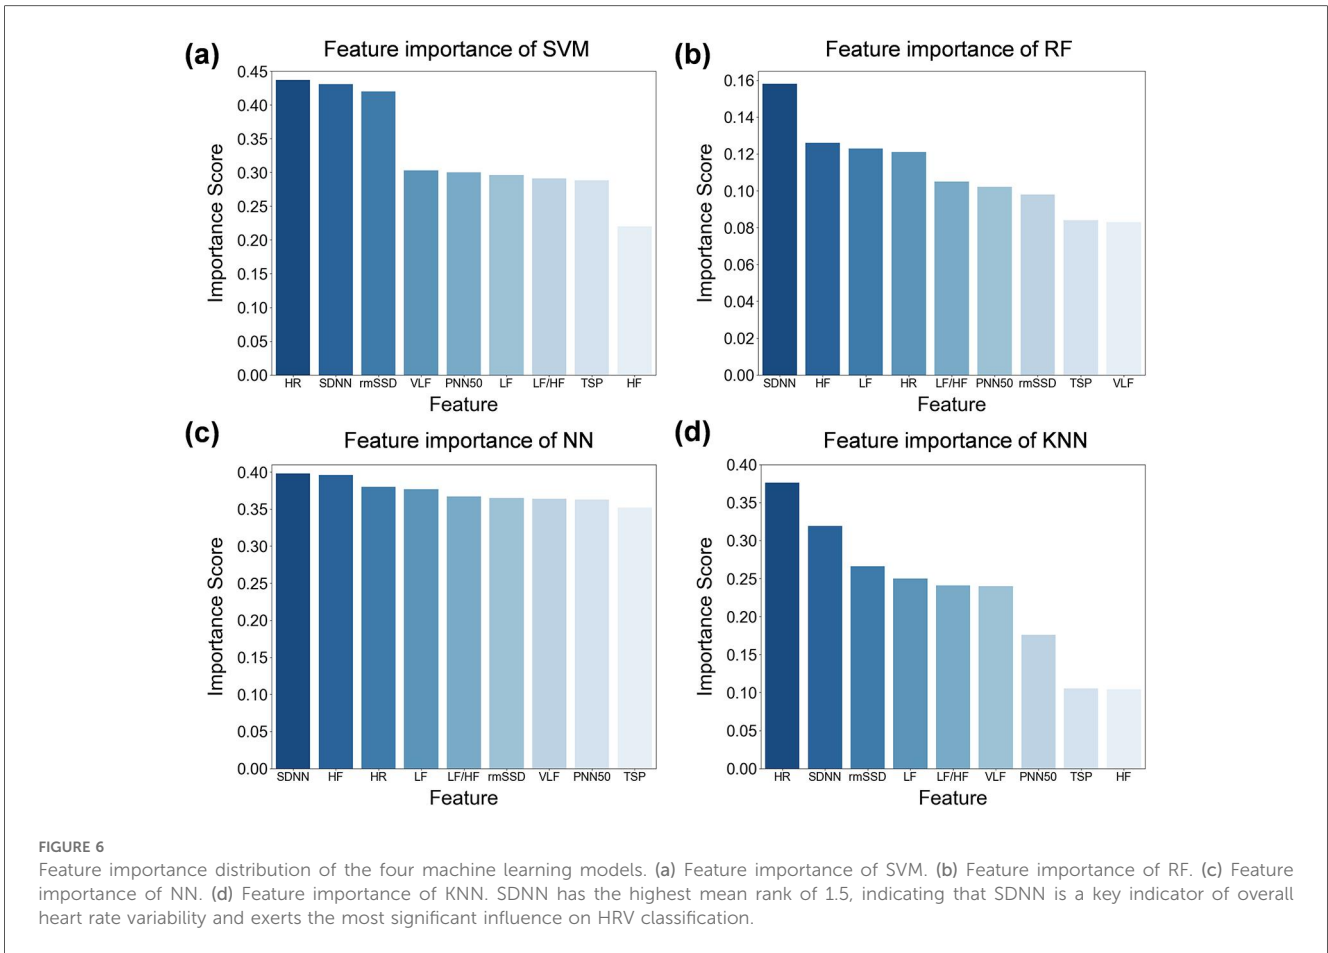 (a)
Feature importance of SVM
0.45
0.40
0.35
0.30
0.25
0.20
0.15
0.10
0.05
0.00
Importance Score
HR SDNN rmSSD VLF PNN50 LF LF/HF TSP HF
Feature
(b)
Feature importance of RF
0.16
0.14
0.12
0.10
0.08
0.06
0.04
0.02
0.00
Importance Score
SDNN HF LF HR LF/HF PNN50 rmSSD TSP VLF
Feature
(c)
Feature importance of NN
0.40
0.35
0.30
0.25
0.20
0.15
0.10
0.05
0.00
Importance Score
SDNN HF HR LF LF/HF rmSSD VLF PNN50 TSP
Feature
(d)
Feature importance of KNN
0.40
0.35
0.30
0.25
0.20
0.15
0.10
0.05
0.00
Importance Score
HR SDNN rmSSD LF LF/HF VLF PNN50 TSP HF
Feature
FIGURE 6
Feature importance distribution of the four machine learning models. (a) Feature importance of SVM. (b) Feature importance of RF. (c) Feature
importance of NN. (d) Feature importance of KNN. SDNN has the highest mean rank of 1.5, indicating that SDNN is a key indicator of overall
heart rate variability and exerts the most significant influence on HRV classification.